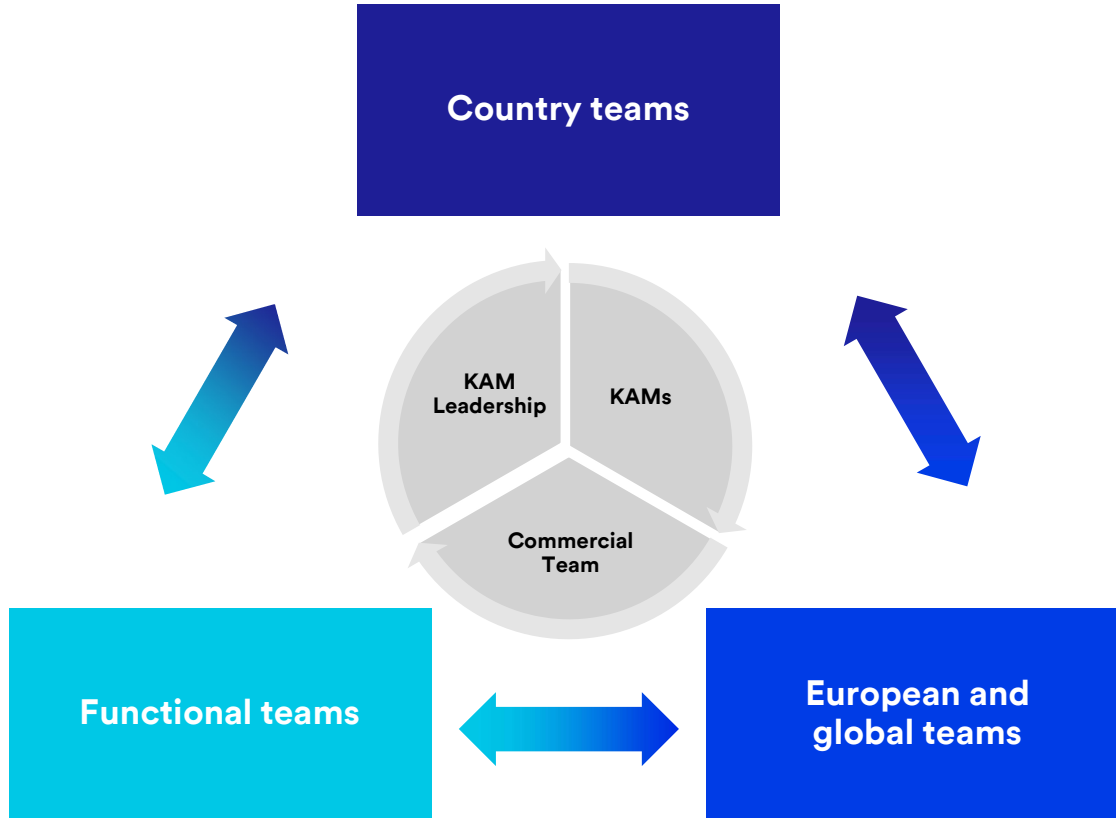 Country teams
KAM
Leadership
KAMs
Commercial
Team
Functional teams
European and
global teams